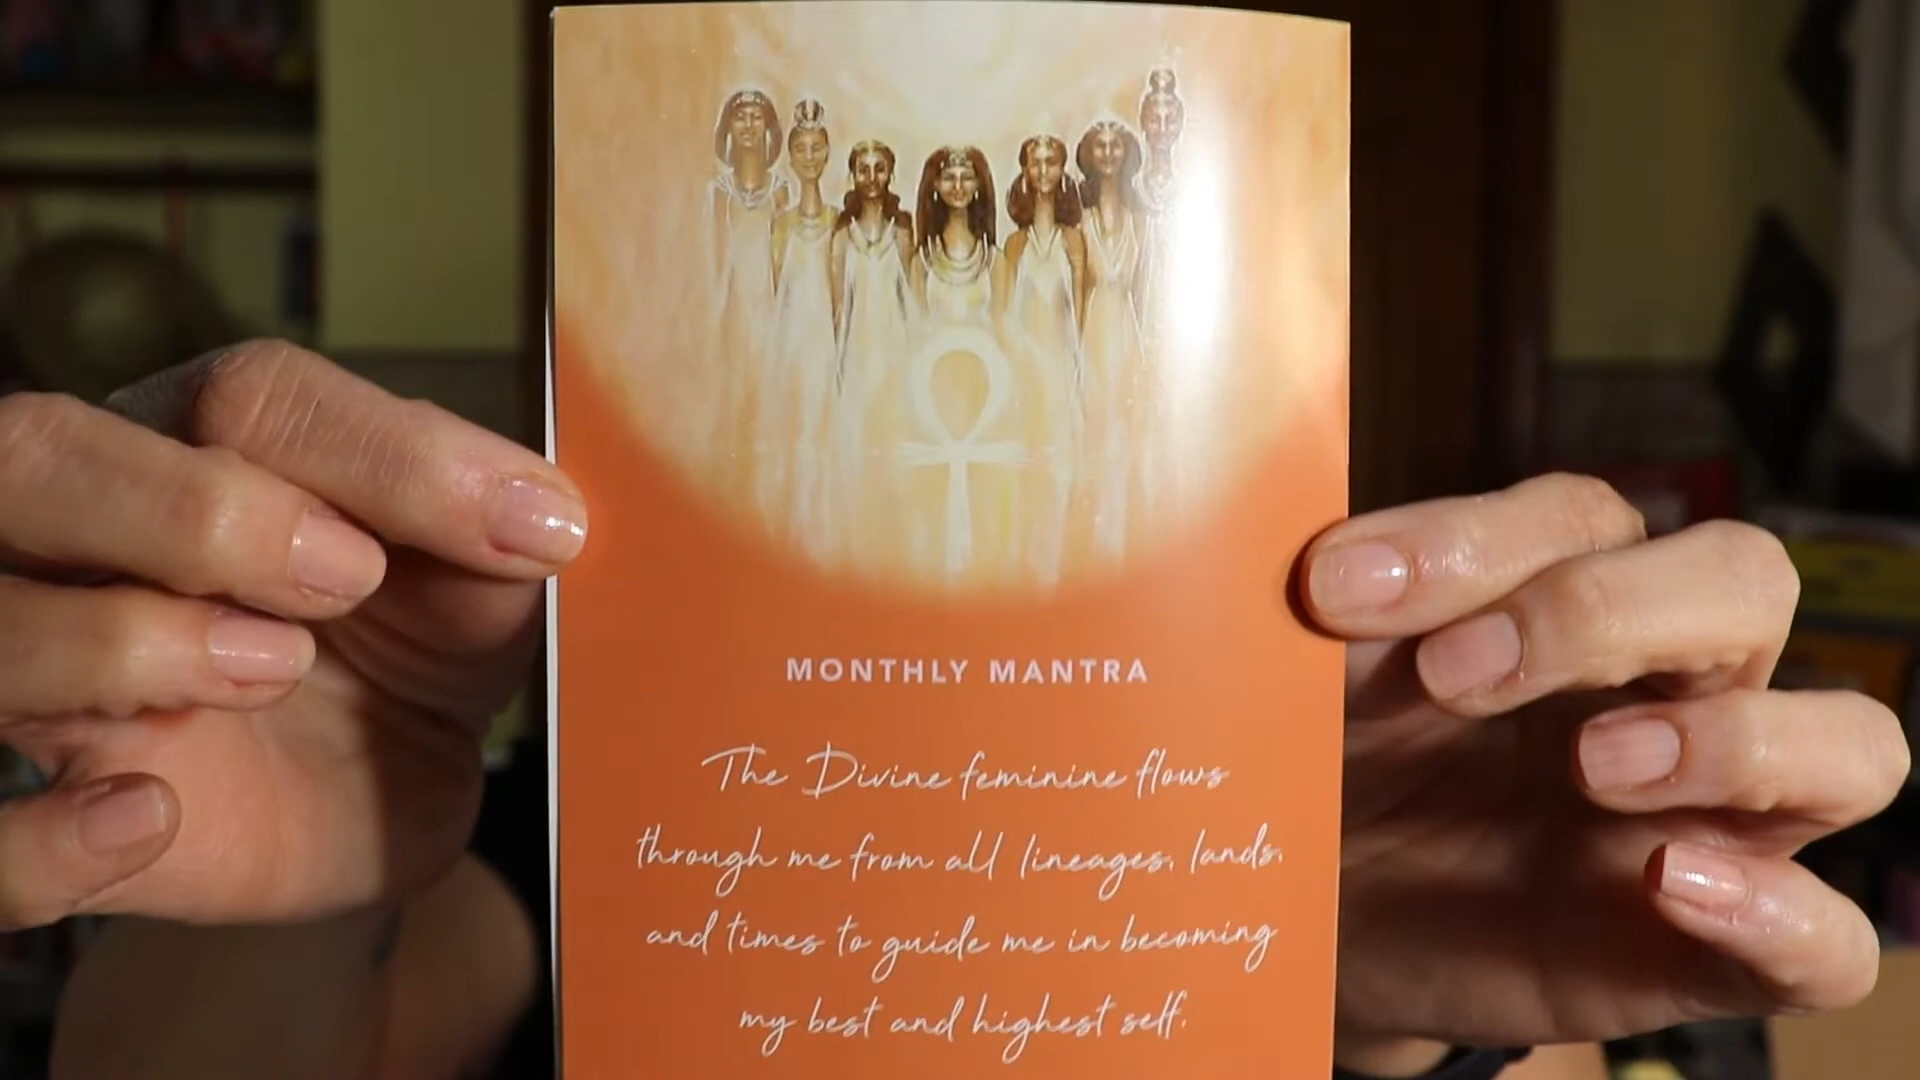 MONTHLY MANTRA
The Divine feminine flows
through me from all lineages, lands,
and times to guide me in becoming
my best and highest self.